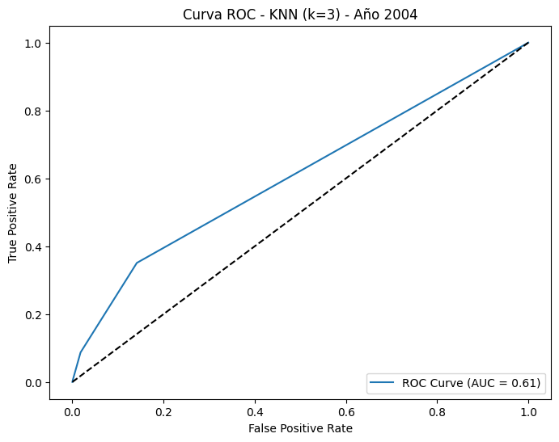 Curva ROC - KNN (k=3) - Año 2004
True Positive Rate
1.0
0.8
0.6
0.4
0.2
0.0
ROC Curve (AUC = 0.61)
0.0 0.2 0.4 0.6 0.8 1.0
False Positive Rate